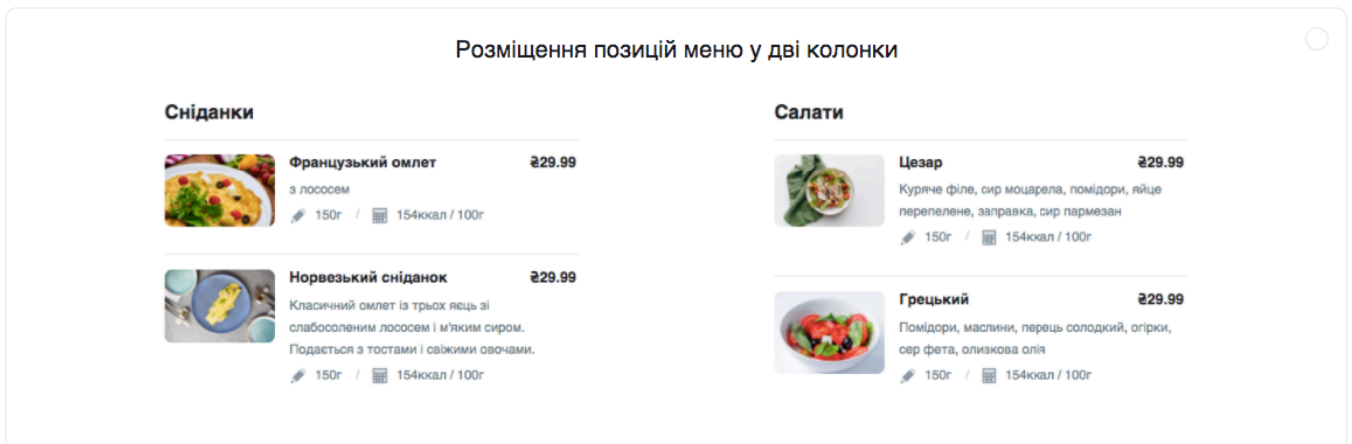 Розміщення позицій меню у дві колонки
Сніданки
Французький омлет ₴29.99
з лососем
150г / 154ккал / 100г
Норвезький сніданок ₴29.99
Класичний омлет із трьох яєць зі
слабосоленим лососем і м'яким сиром.
Подається з тостами і свіжими овочами.
150г / 154ккал / 100г
Салати
Цезар ₴29.99
Куряче філе, сир моцарела, помідори, яйце
перепелене, заправка, сир пармезан
150г / 154ккал / 100г
Грецький ₴29.99
Помідори, маслини, перець солодкий, огірки,
сер фета, оливкова олія
150г / 154ккал / 100г